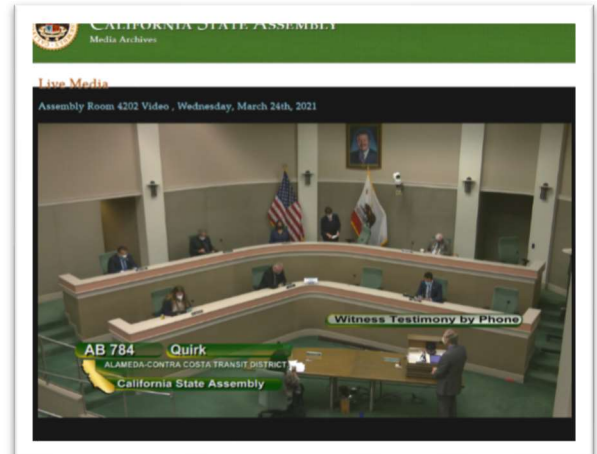 CALIFORNIA STATE ASSEMBLY
Media Archives
Live Media
Assembly Room 4202 Video , Wednesday, March 24th, 2021
Witness Testimony by Phone
AB 784 Quirk
ALAMEDA-CONTRA COSTA TRANSIT DISTRICT
California State Assembly